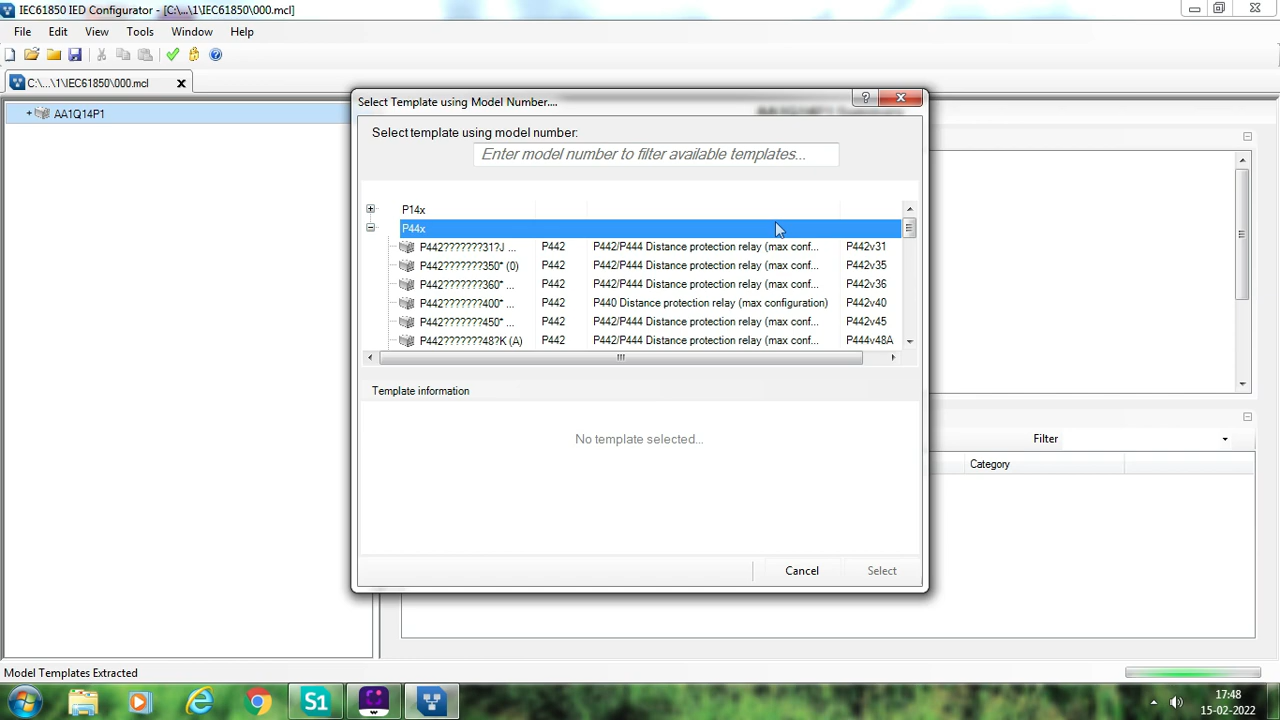 IEC61850 IED Configurator - [C:\...\1\IEC61850\000.mcl]
File Edit View Tools Window Help
C:\...\1\IEC61850\000.mcl
AA1Q14P1
Select Template using Model Number....
AA1Q14P1 Summary
Select template using model number:
Enter model number to filter available templates...
P14x
P44x
P442???????31?J ... P442 P442/P444 Distance protection relay (max conf... P442v31
P442???????350* (0) P442 P442/P444 Distance protection relay (max conf... P442v35
P442???????360* ... P442 P442/P444 Distance protection relay (max conf... P442v36
P442???????400* ... P442 P440 Distance protection relay (max configuration) P442v40
P442???????450* ... P442 P442/P444 Distance protection relay (max conf... P442v45
P442???????48?K (A) P442 P442/P444 Distance protection relay (max conf... P444v48A
Template information
No template selected...
Filter
Category
Cancel Select
Model Templates Extracted
S1
17:48
15-02-2022